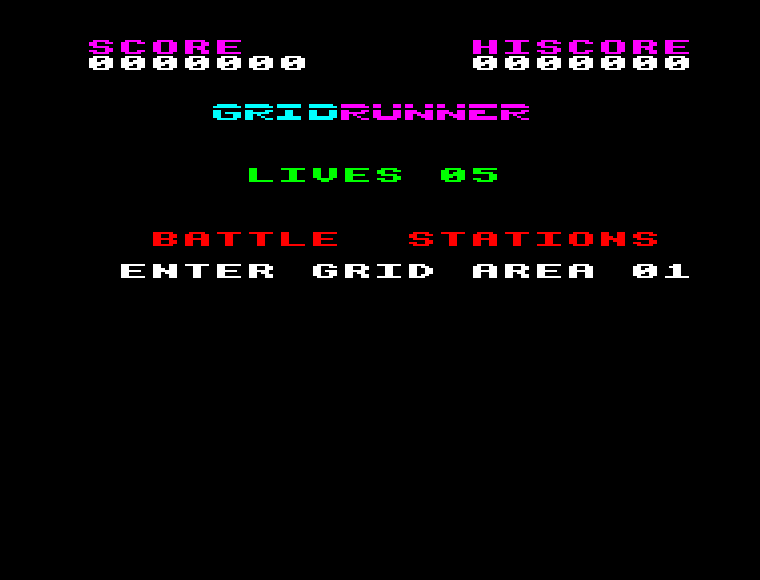 SCORE HISCORE
0000000 0000000
GRIDRUNNER
LIVES 05
BATTLE STATIONS
ENTER GRID AREA 01